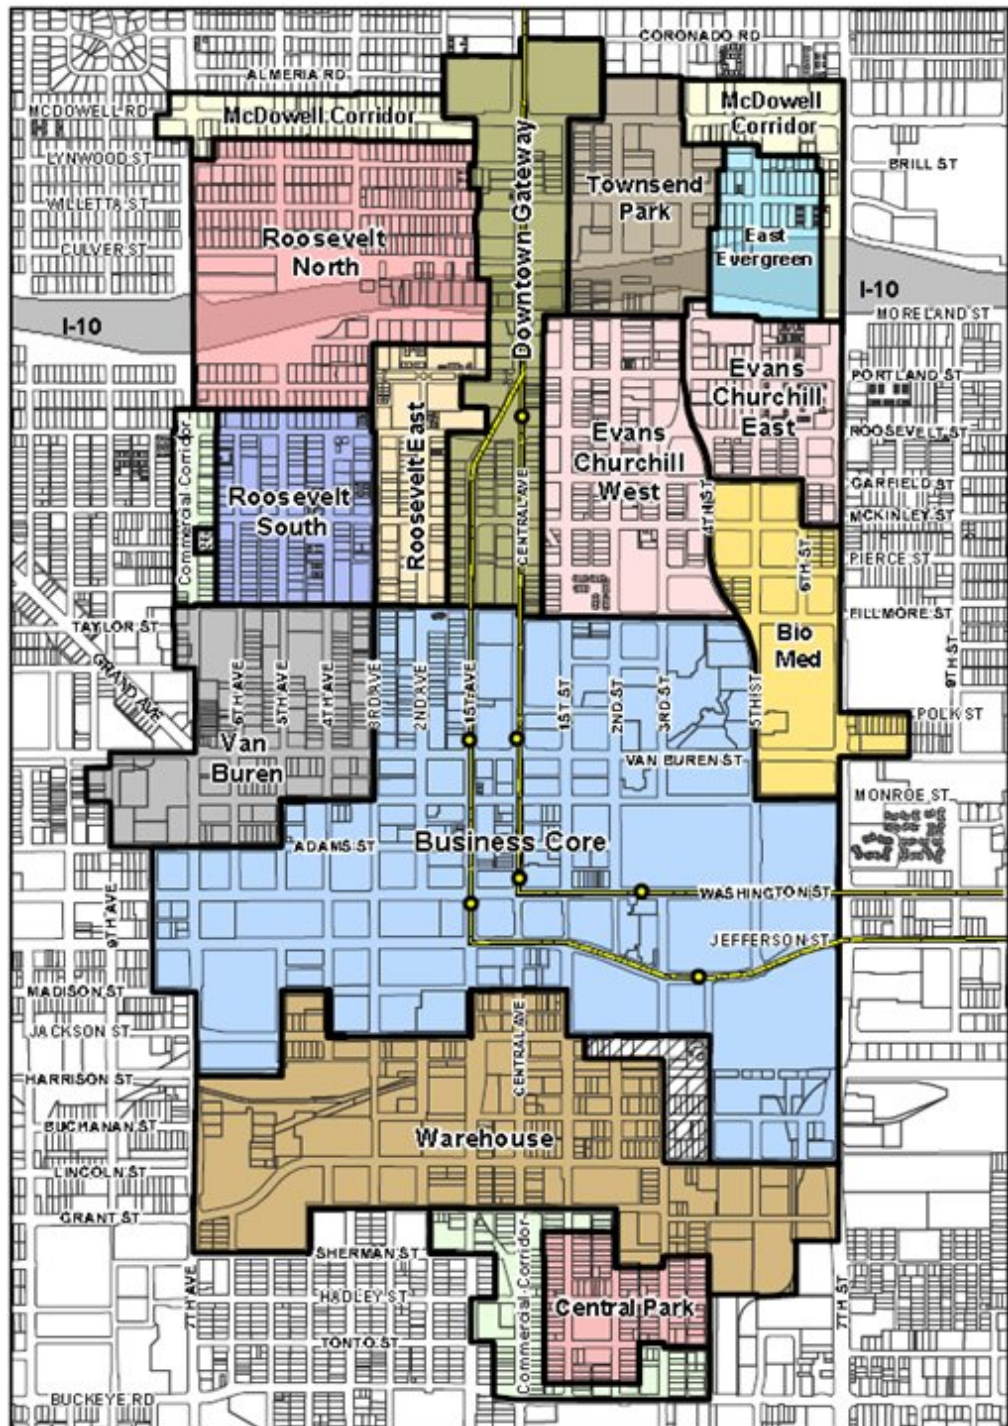 CORONADO RD
ALMERIA RD
MCDOWELL RD
McDowell Corridor
McDowell
Corridor
LYNWOOD ST
BRILL ST
WILLETTA ST
Townsend
Park
Downtown Gateway
CULVER ST
Roosevelt
North
East
Evergreen
I-10
I-10
MORELAND ST
PORTLAND ST
Evans
Churchill
East
ROOSEVELT ST
Commercial Corridor
Roosevelt
South
Roosevelt East
CENTRAL AVE
Evans
Churchill
West
4TH ST
GARFIELD ST
MCKINLEY ST
PIERCE ST
6TH ST
FILLMORE ST
TAYLOR ST
GRAND AVE
Bio
Med
9TH ST
6TH AVE
5TH AVE
4TH AVE
3RD AVE
2ND AVE
1ST AVE
1ST ST
2ND ST
3RD ST
5TH ST
POLK ST
Van
Buren
VAN BUREN ST
MONROE ST
ADAMS ST
Business Core
WASHINGTON ST
9TH AVE
JEFFERSON ST
MADISON ST
JACKSON ST
CENTRAL AVE
HARRISON ST
BUCHANAN ST
Warehouse
LINCOLN ST
GRANT ST
SHERMAN ST
Commercial-Corridor
7TH AVE
HADLEY ST
Central Park
7TH ST
TONTO ST
BUCKEYE RD